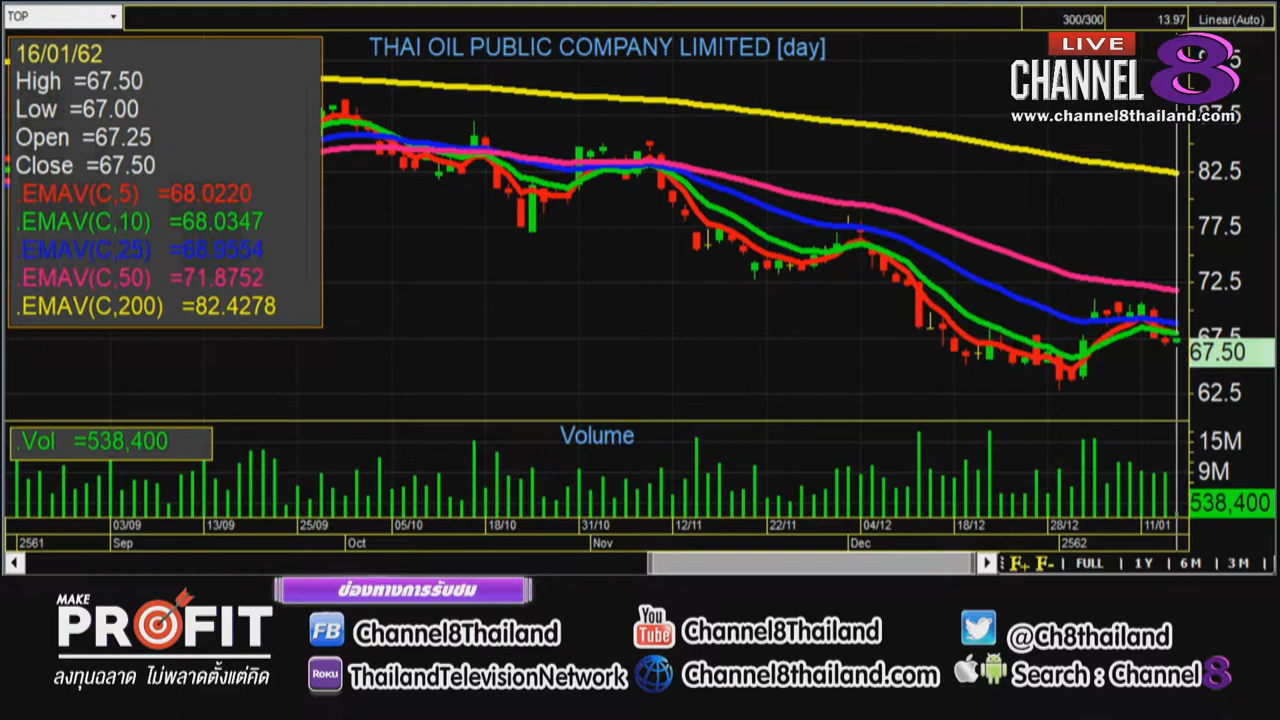 TOP
300/300
13.97
Linear(Auto)
THAI OIL PUBLIC COMPANY LIMITED [day]
LIVE
CHANNEL 8
www.channel8thailand.com
16/01/62
High =67.50
Low =67.00
Open =67.25
Close =67.50
.EMAV(C,5) =68.0220
.EMAV(C,10) =68.0347
.EMAV(C,25) =68.9554
.EMAV(C,50) =71.8752
.EMAV(C,200) =82.4278
82.5
77.5
72.5
67.5
67.50
62.5
.Vol =538,400
Volume
15M
9M
538,400
03/09
13/09
25/09
05/10
18/10
31/10
12/11
22/11
04/12
18/12
28/12
11/01
2561
Sep
Oct
Nov
Dec
2562
F+ F- | FULL | 1Y | 6M | 3M |
ช่องทางการรับชม
MAKE
PROFIT
ลงทุนฉลาด ไม่พลาดตั้งแต่คิด
FB Channel8Thailand
You Tube Channel8Thailand
@Ch8thailand
ROKU ThailandTelevisionNetwork
Channel8thailand.com
Search : Channel 8